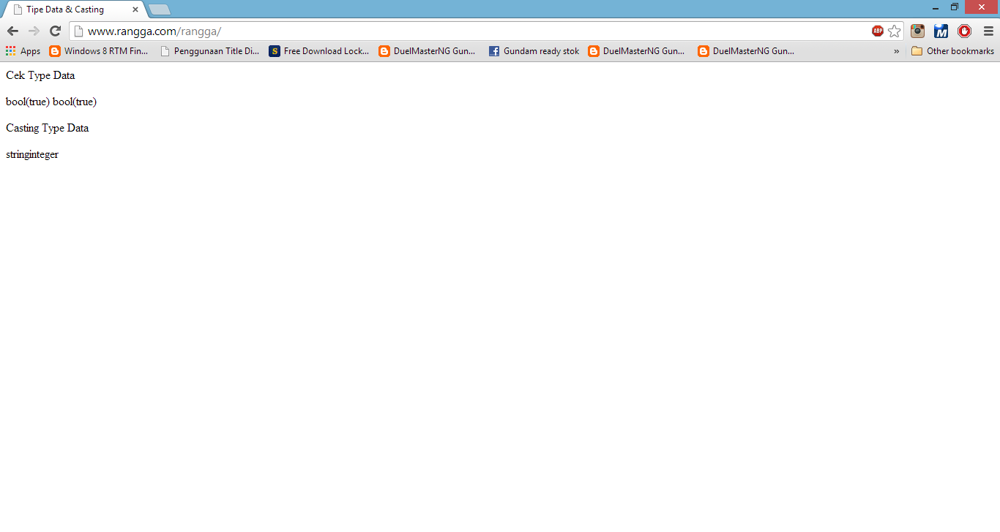 Tipe Data & Casting
www.rangga.com/rangga/
ABP
Apps Windows 8 RTM Fin... Penggunaan Title Di... S Free Download Lock... DuelMasterNG Gun... Gundam ready stok DuelMasterNG Gun... DuelMasterNG Gun... » Other bookmarks
Cek Type Data
bool(true) bool(true)
Casting Type Data
stringinteger